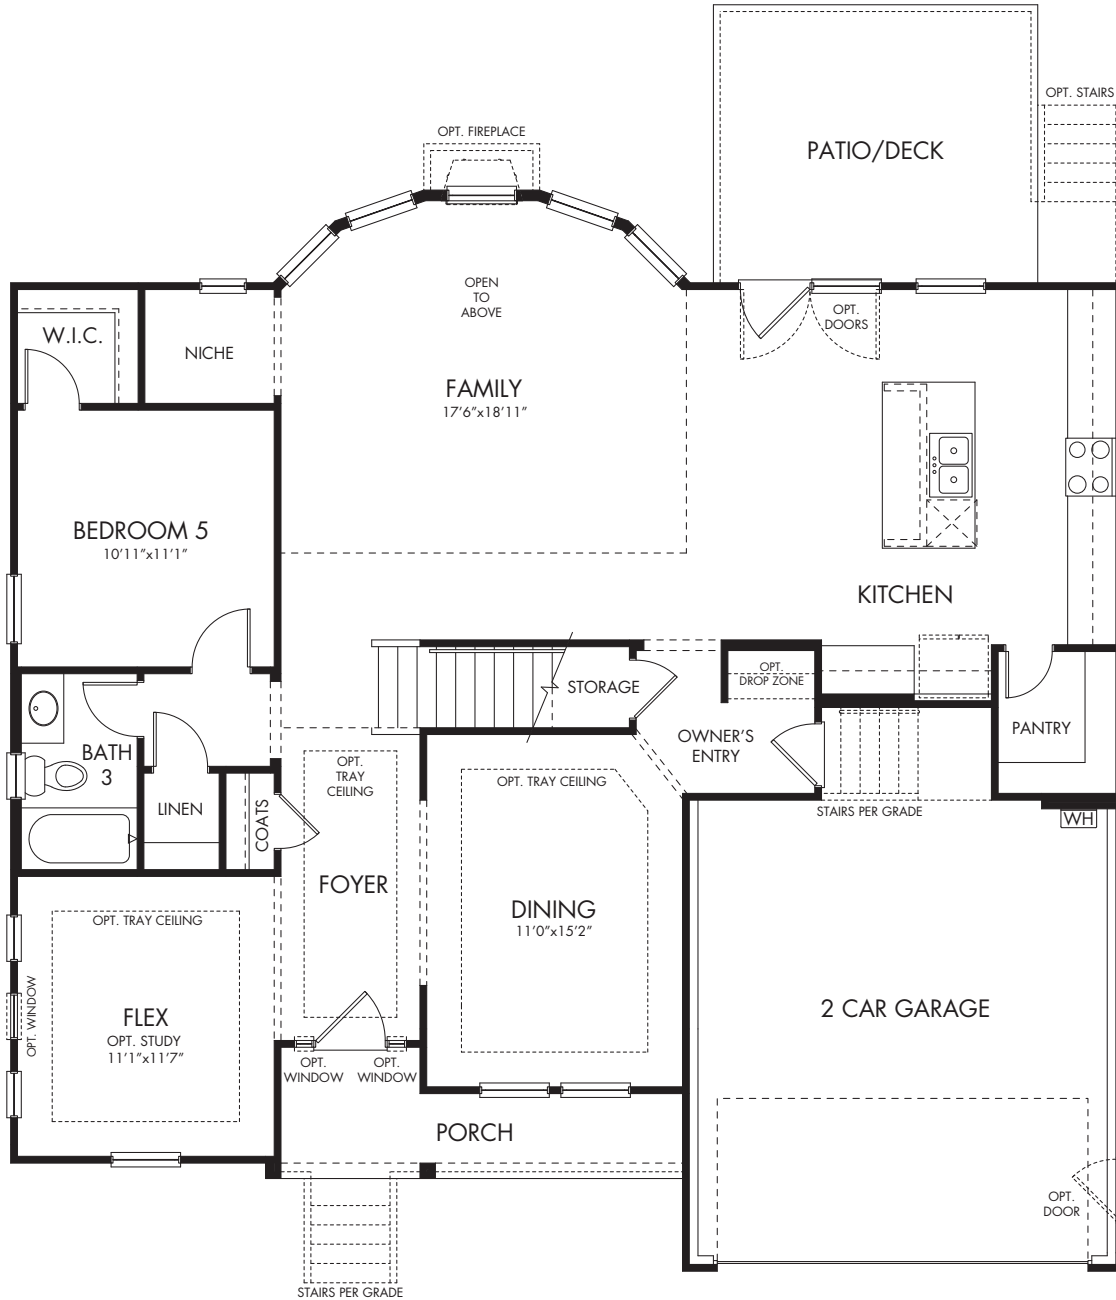 OPT. STAIRS
OPT. FIREPLACE
PATIO/DECK
OPEN
TO
ABOVE
OPT.
DOORS
W.I.C.
NICHE
FAMILY
17'6"x18'11"
BEDROOM 5
10'11"x11'1"
KITCHEN
STORAGE
OPT.
DROP ZONE
PANTRY
OWNER'S
ENTRY
BATH
3
OPT.
TRAY
CEILING
OPT. TRAY CEILING
LINEN
COATS
STAIRS PER GRADE
WH
FOYER
DINING
11'0"x15'2"
OPT. TRAY CEILING
OPT. WINDOW
FLEX
OPT. STUDY
11'1"x11'7"
2 CAR GARAGE
OPT.
WINDOW
OPT.
WINDOW
PORCH
OPT.
DOOR
STAIRS PER GRADE